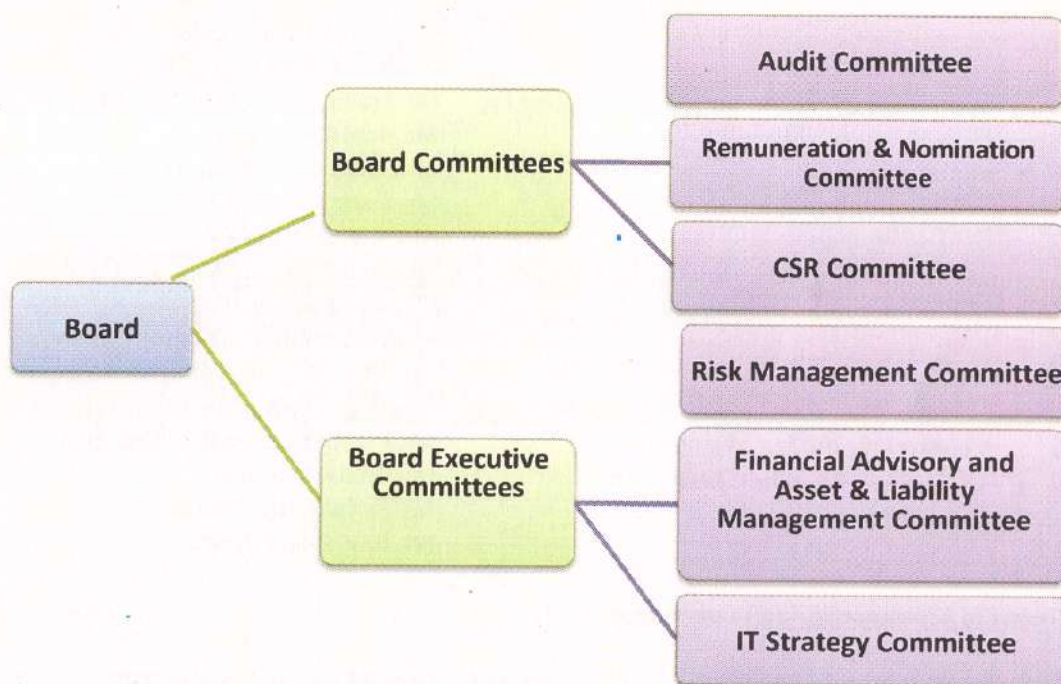 Audit Committee
Board Committees
Remuneration & Nomination
Committee
CSR Committee
Board
Risk Management Committee
Board Executive
Committees
Financial Advisory and
Asset & Liability
Management Committee
IT Strategy Committee